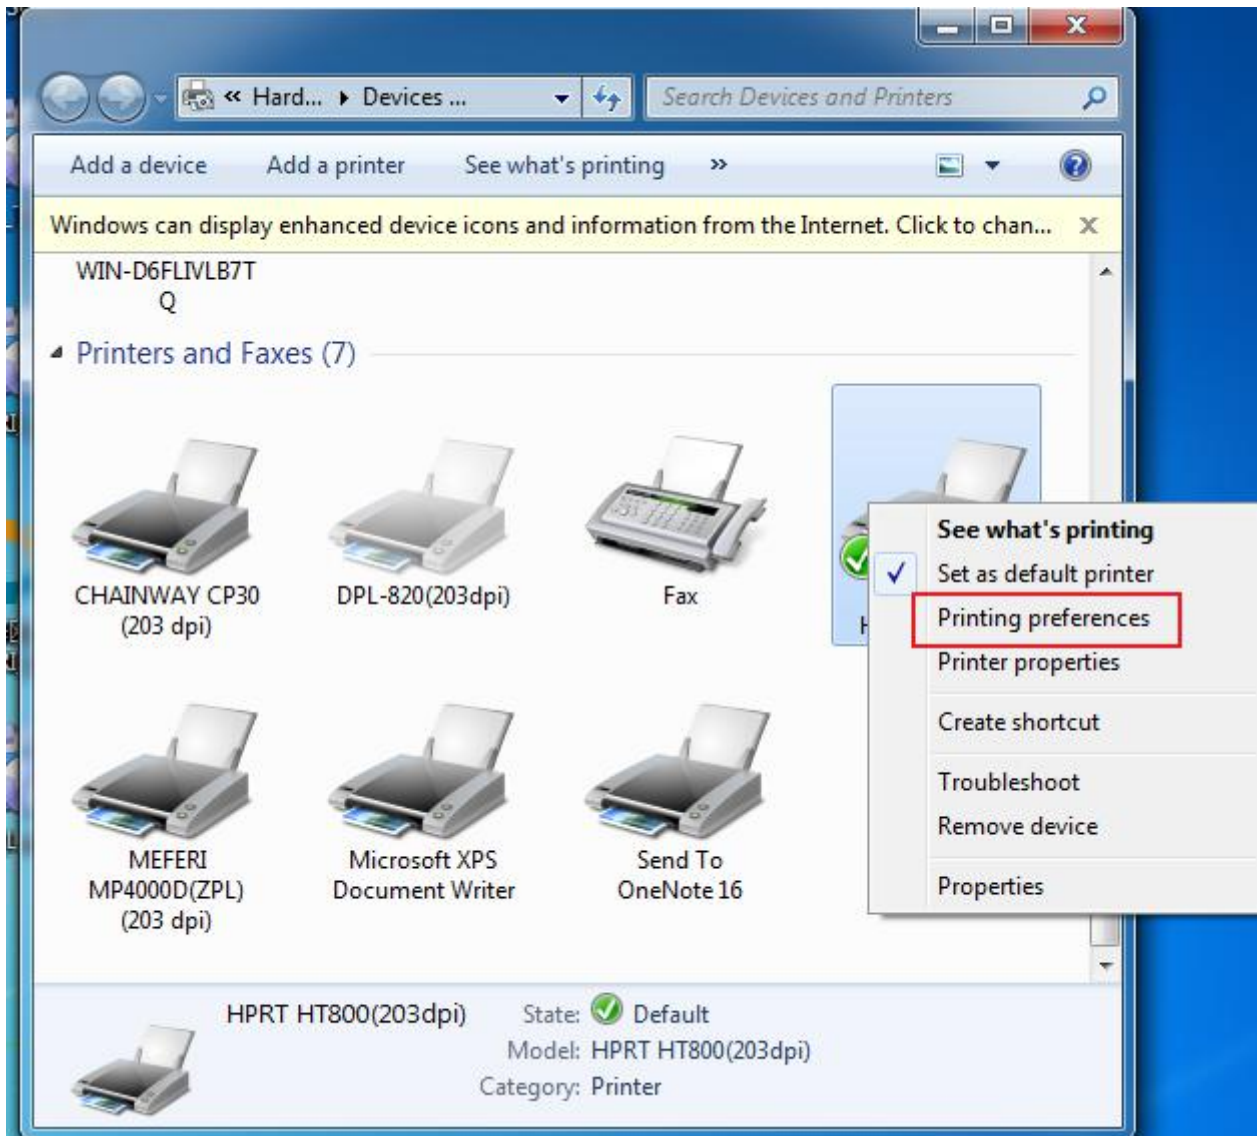 « Hard... ▸ Devices ...
Search Devices and Printers
Add a device Add a printer See what's printing »
Windows can display enhanced device icons and information from the Internet. Click to chan... x
WIN-D6FLIVLB7T
Q
Printers and Faxes (7)
CHAINWAY CP30
(203 dpi)
DPL-820(203dpi)
Fax
H
See what's printing
Set as default printer
Printing preferences
Printer properties
Create shortcut
Troubleshoot
Remove device
Properties
MEFERI
MP4000D(ZPL)
(203 dpi)
Microsoft XPS
Document Writer
Send To
OneNote 16
HPRT HT800(203dpi)
State: Default
Model: HPRT HT800(203dpi)
Category: Printer